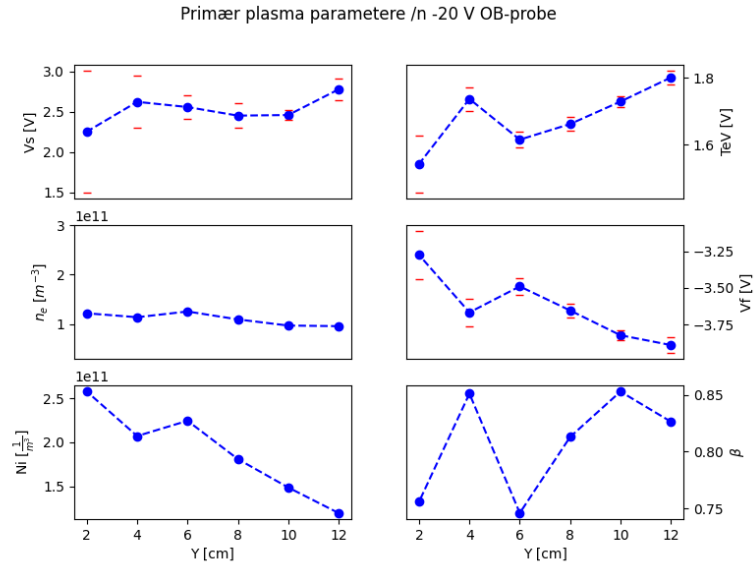 Primær plasma parametere /n -20 V OB-probe
3.0
2.5
2.0
1.5
Vs [V]
1.8
1.6
TeV [V]
1e11
3
2
1
n_e [m^{-3}]
−3.25
−3.50
−3.75
Vf [V]
1e11
2.5
2.0
1.5
Ni [1/m^3]
0.85
0.80
0.75
β
2 4 6 8 10 12
2 4 6 8 10 12
Y [cm]
Y [cm]